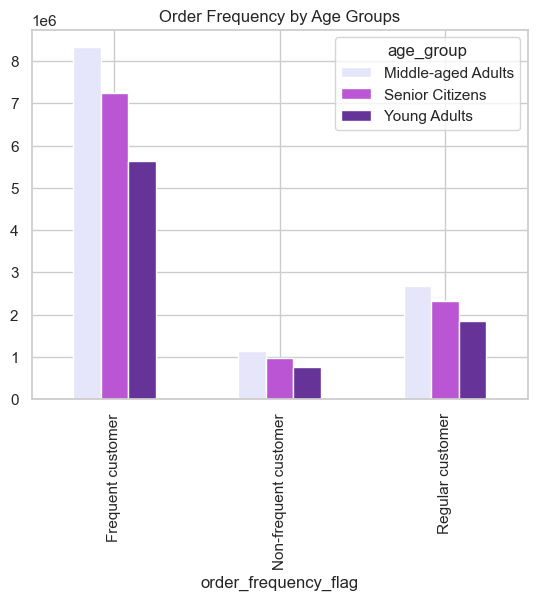 Order Frequency by Age Groups
1e6
8
7
6
5
4
3
2
1
0
age_group
Middle-aged Adults
Senior Citizens
Young Adults
Frequent customer
Non-frequent customer
Regular customer
order_frequency_flag